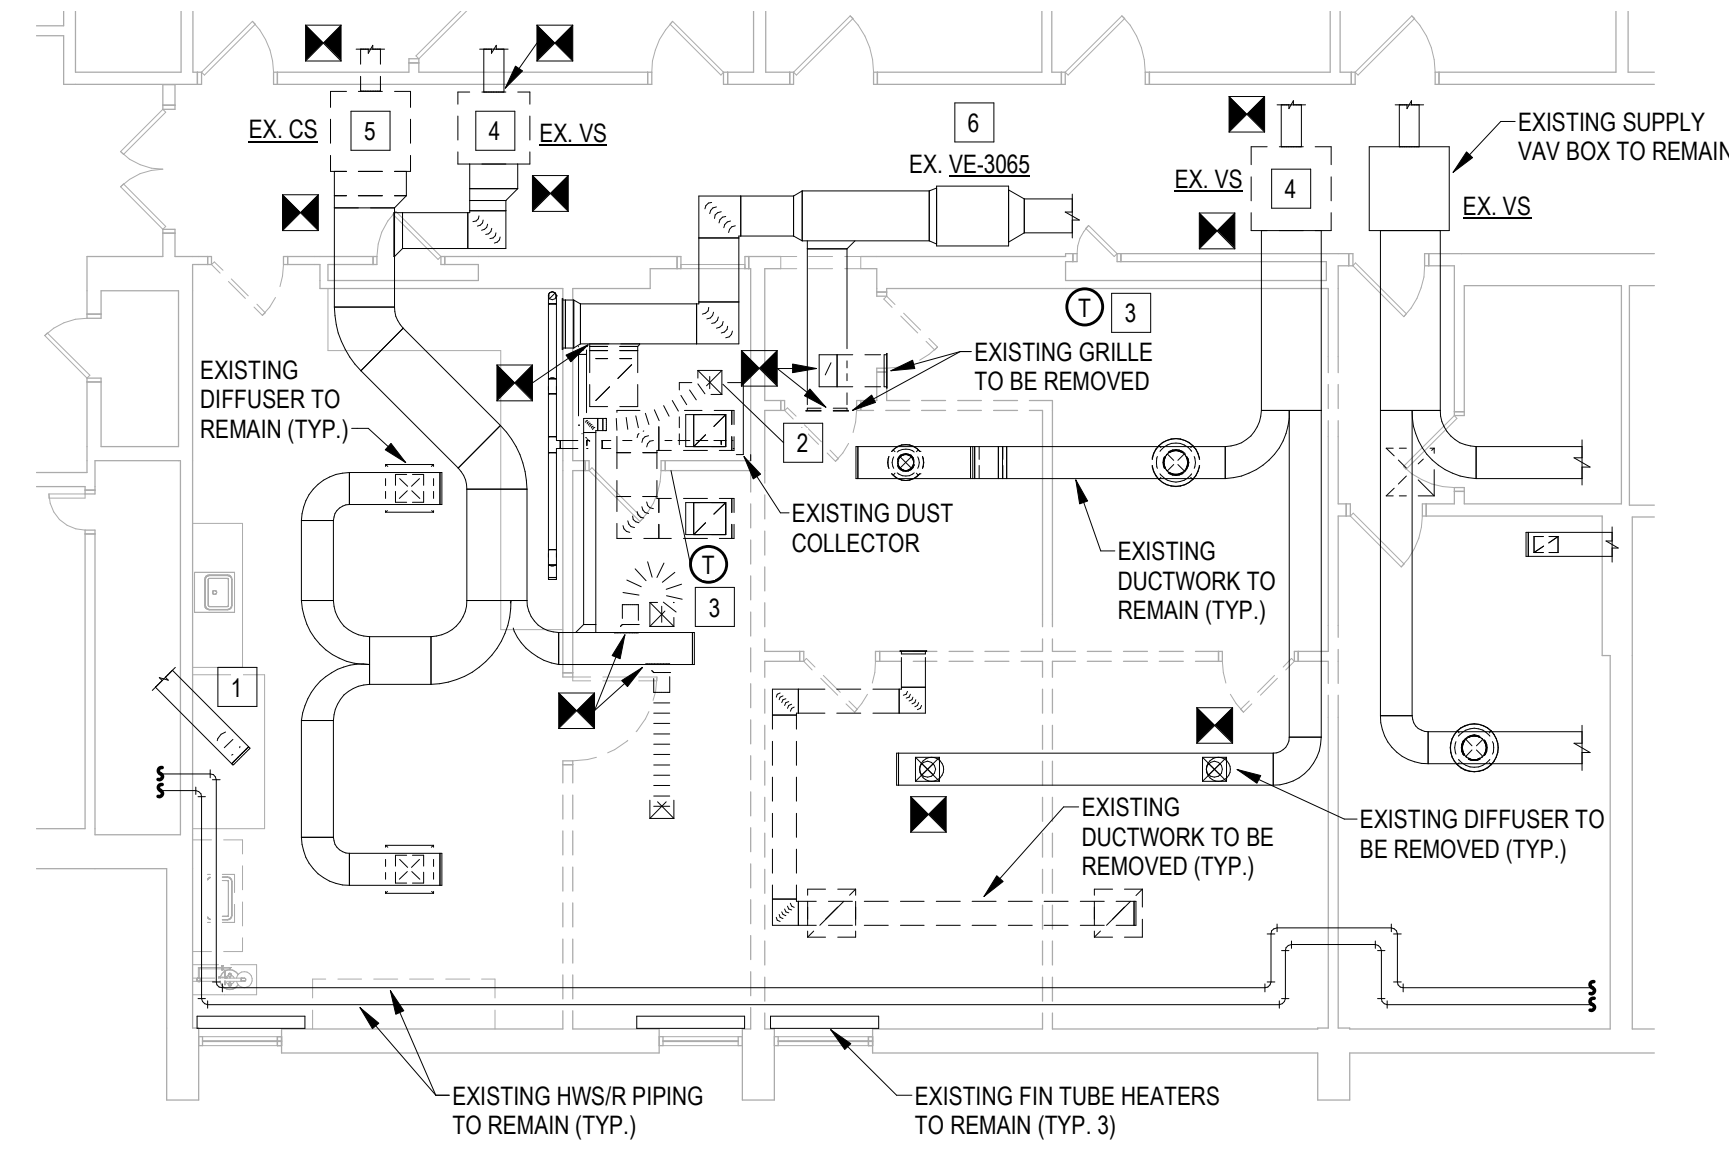 EX. CS
5
4
EX. VS
6
EX. VE-3065
EX. VS
4
EXISTING SUPPLY
VAV BOX TO REMAIN
EX. VS
T
3
EXISTING GRILLE
TO BE REMOVED
EXISTING
DIFFUSER TO
REMAIN (TYP.)
2
EXISTING DUST
COLLECTOR
T
3
EXISTING
DUCTWORK TO
REMAIN (TYP.)
1
EXISTING
DUCTWORK TO BE
REMOVED (TYP.)
EXISTING DIFFUSER TO
BE REMOVED (TYP.)
EXISTING HWS/R PIPING
TO REMAIN (TYP.)
EXISTING FIN TUBE HEATERS
TO REMAIN (TYP. 3)